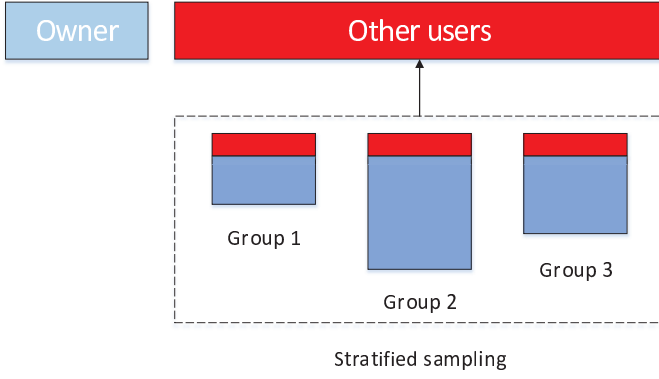 Owner
Other users
Group 1
Group 2
Group 3
Stratified sampling